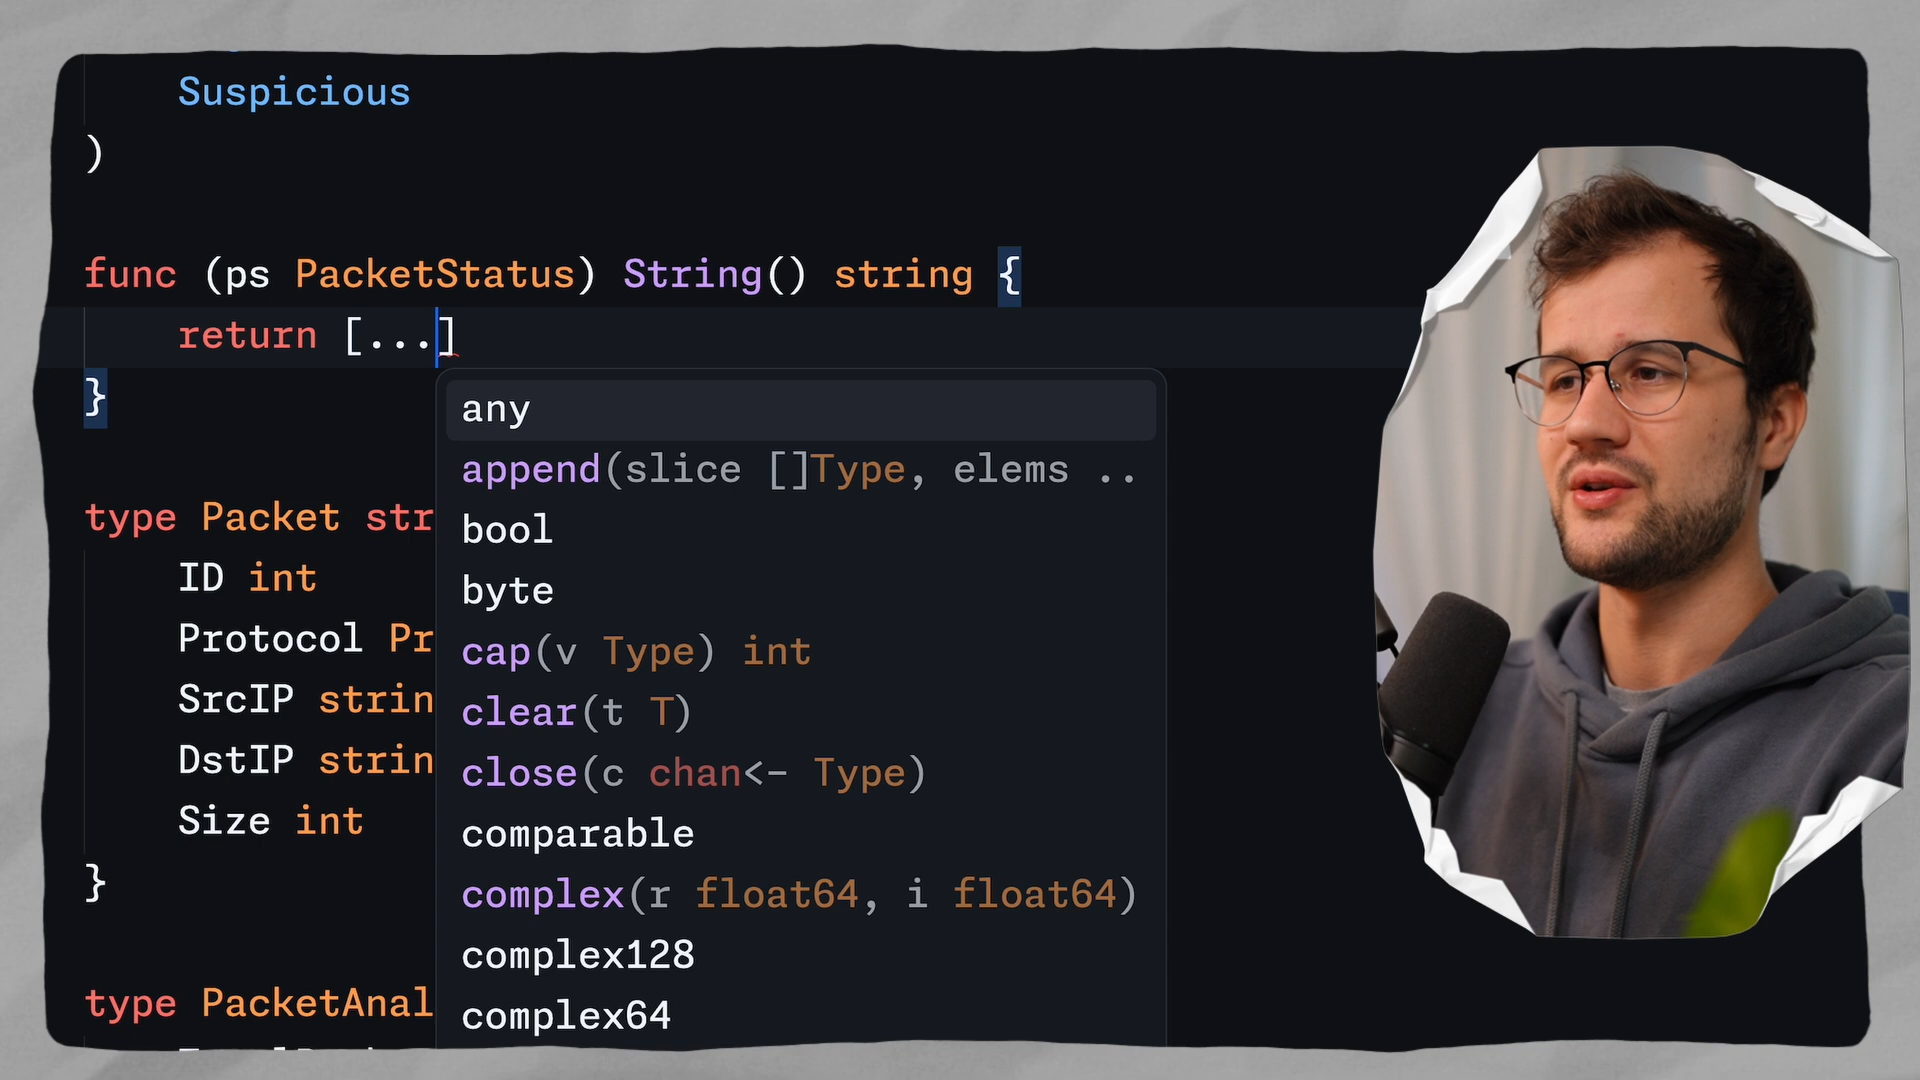 Suspicious
)
func (ps PacketStatus) String() string {
return [...]
}
any
append(slice []Type, elems ..
bool
byte
cap(v Type) int
clear(t T)
close(c chan<- Type)
comparable
complex(r float64, i float64)
complex128
complex64
type Packet str
ID int
Protocol Pr
SrcIP strin
DstIP strin
Size int
}
type PacketAnal